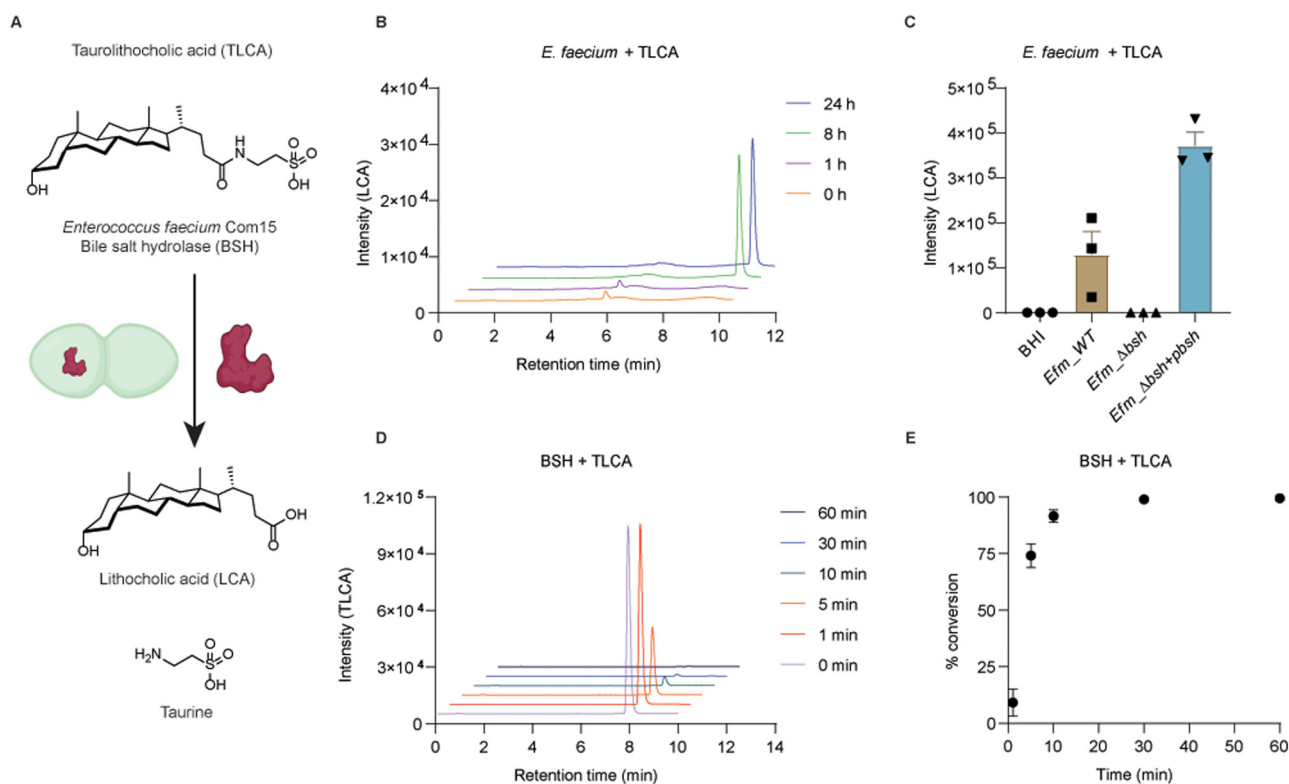 A
Taurolithocholic acid (TLCA)
OH
O
H
N
S
O
O
OH
Enterococcus faecium Com15
Bile salt hydrolase (BSH)
OH
O
OH
Lithocholic acid (LCA)
H₂N
S
O
O
OH
Taurine
B
E. faecium + TLCA
Intensity (LCA)
4×10⁴
3×10⁴
2×10⁴
1×10⁴
0
0 2 4 6 8 10 12
Retention time (min)
24 h
8 h
1 h
0 h
C
E. faecium + TLCA
Intensity (LCA)
5×10⁵
4×10⁵
3×10⁵
2×10⁵
1×10⁵
0
BHI
Efm_WT
Efm_Δbsh
Efm_Δbsh+pbsh
D
BSH + TLCA
Intensity (TLCA)
1.2×10⁵
9×10⁴
6×10⁴
3×10⁴
0
0 2 4 6 8 10 12 14
Retention time (min)
60 min
30 min
10 min
5 min
1 min
0 min
E
BSH + TLCA
% conversion
100
75
50
25
0
0 10 20 30 40 50 60
Time (min)